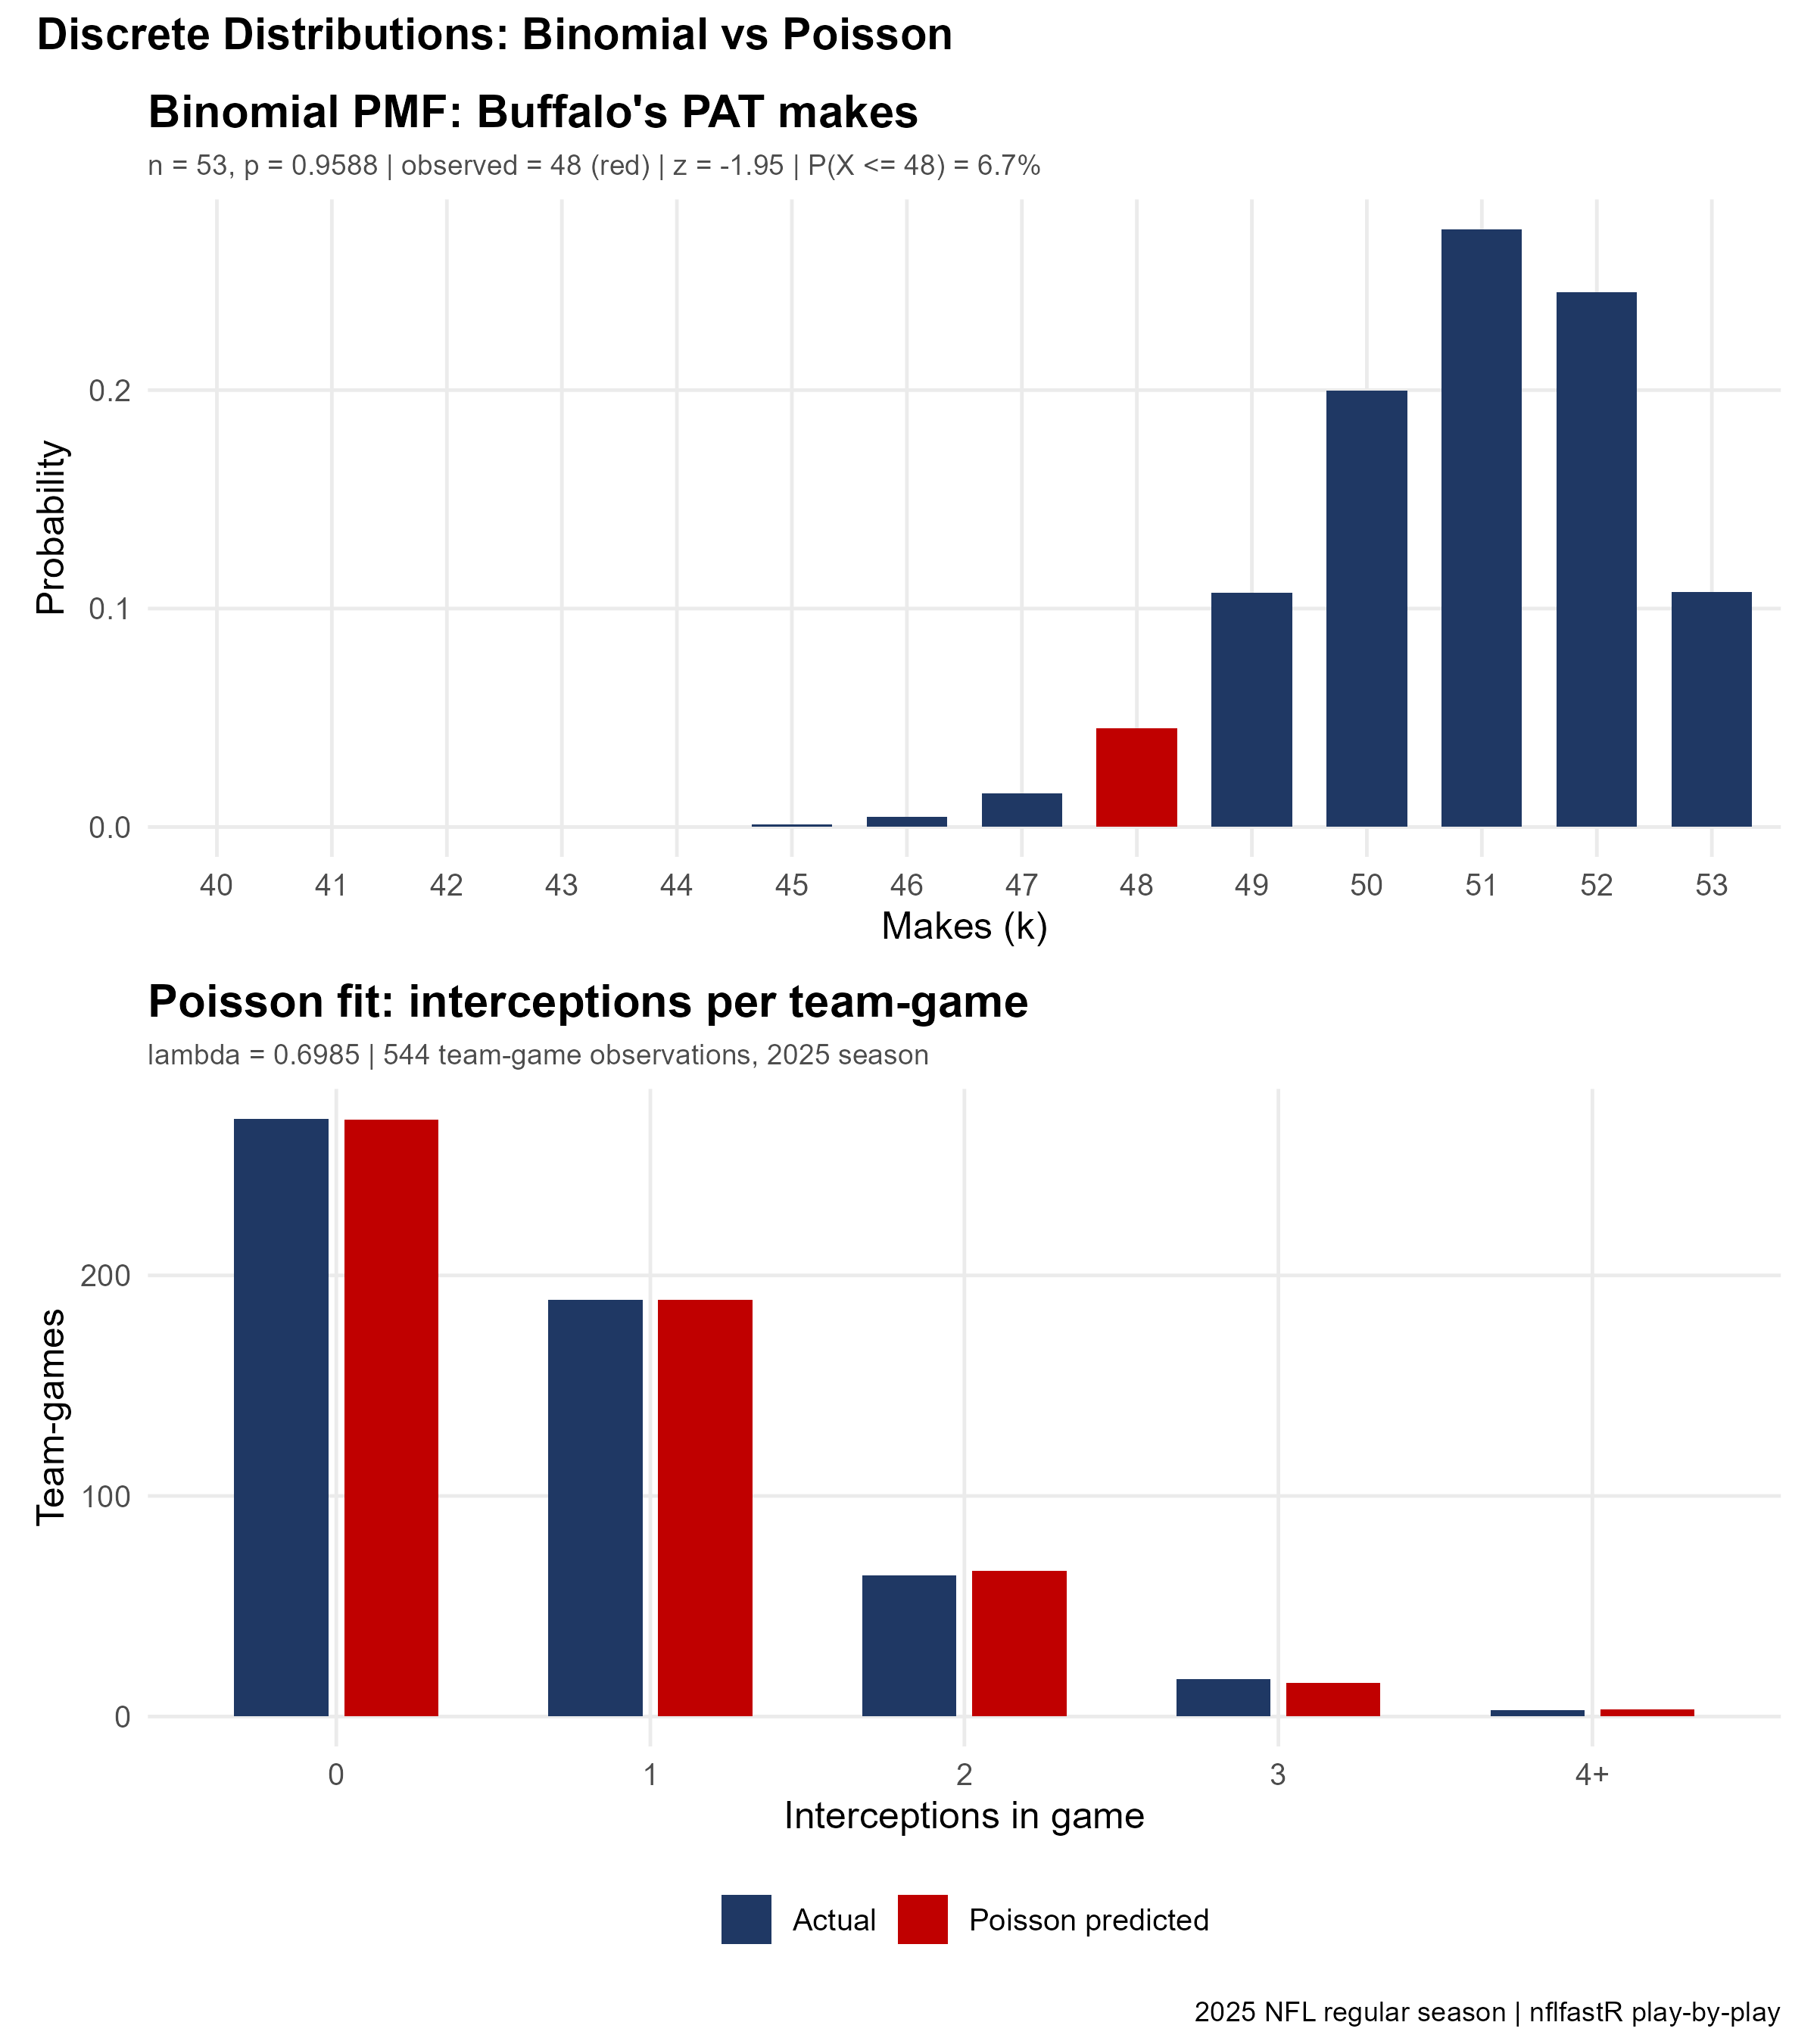 Discrete Distributions: Binomial vs Poisson
Binomial PMF: Buffalo's PAT makes
n = 53, p = 0.9588 | observed = 48 (red) | z = -1.95 | P(X <= 48) = 6.7%
Probability
0.2
0.1
0.0
40 41 42 43 44 45 46 47 48 49 50 51 52 53
Makes (k)
Poisson fit: interceptions per team-game
lambda = 0.6985 | 544 team-game observations, 2025 season
Team-games
200
100
0
0 1 2 3 4+
Interceptions in game
Actual Poisson predicted
2025 NFL regular season | nflfastR play-by-play